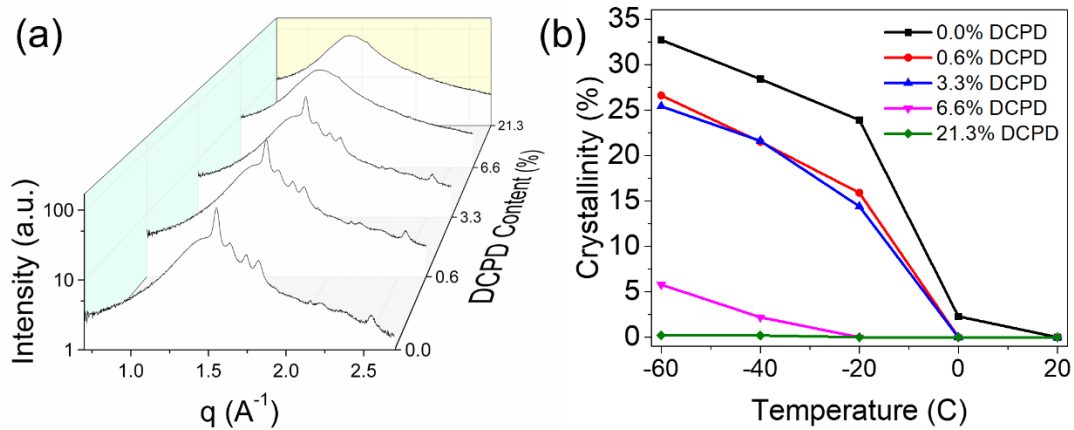 (a)
Intensity (a.u.)
100
10
1
1.0
1.5
2.0
2.5
q (A⁻¹)
0.0
0.6
3.3
6.6
21.3
DCPD Content (%)
(b)
Crystallinity (%)
35
30
25
20
15
10
5
0
-60
-40
-20
0
20
Temperature (C)
0.0% DCPD
0.6% DCPD
3.3% DCPD
6.6% DCPD
21.3% DCPD